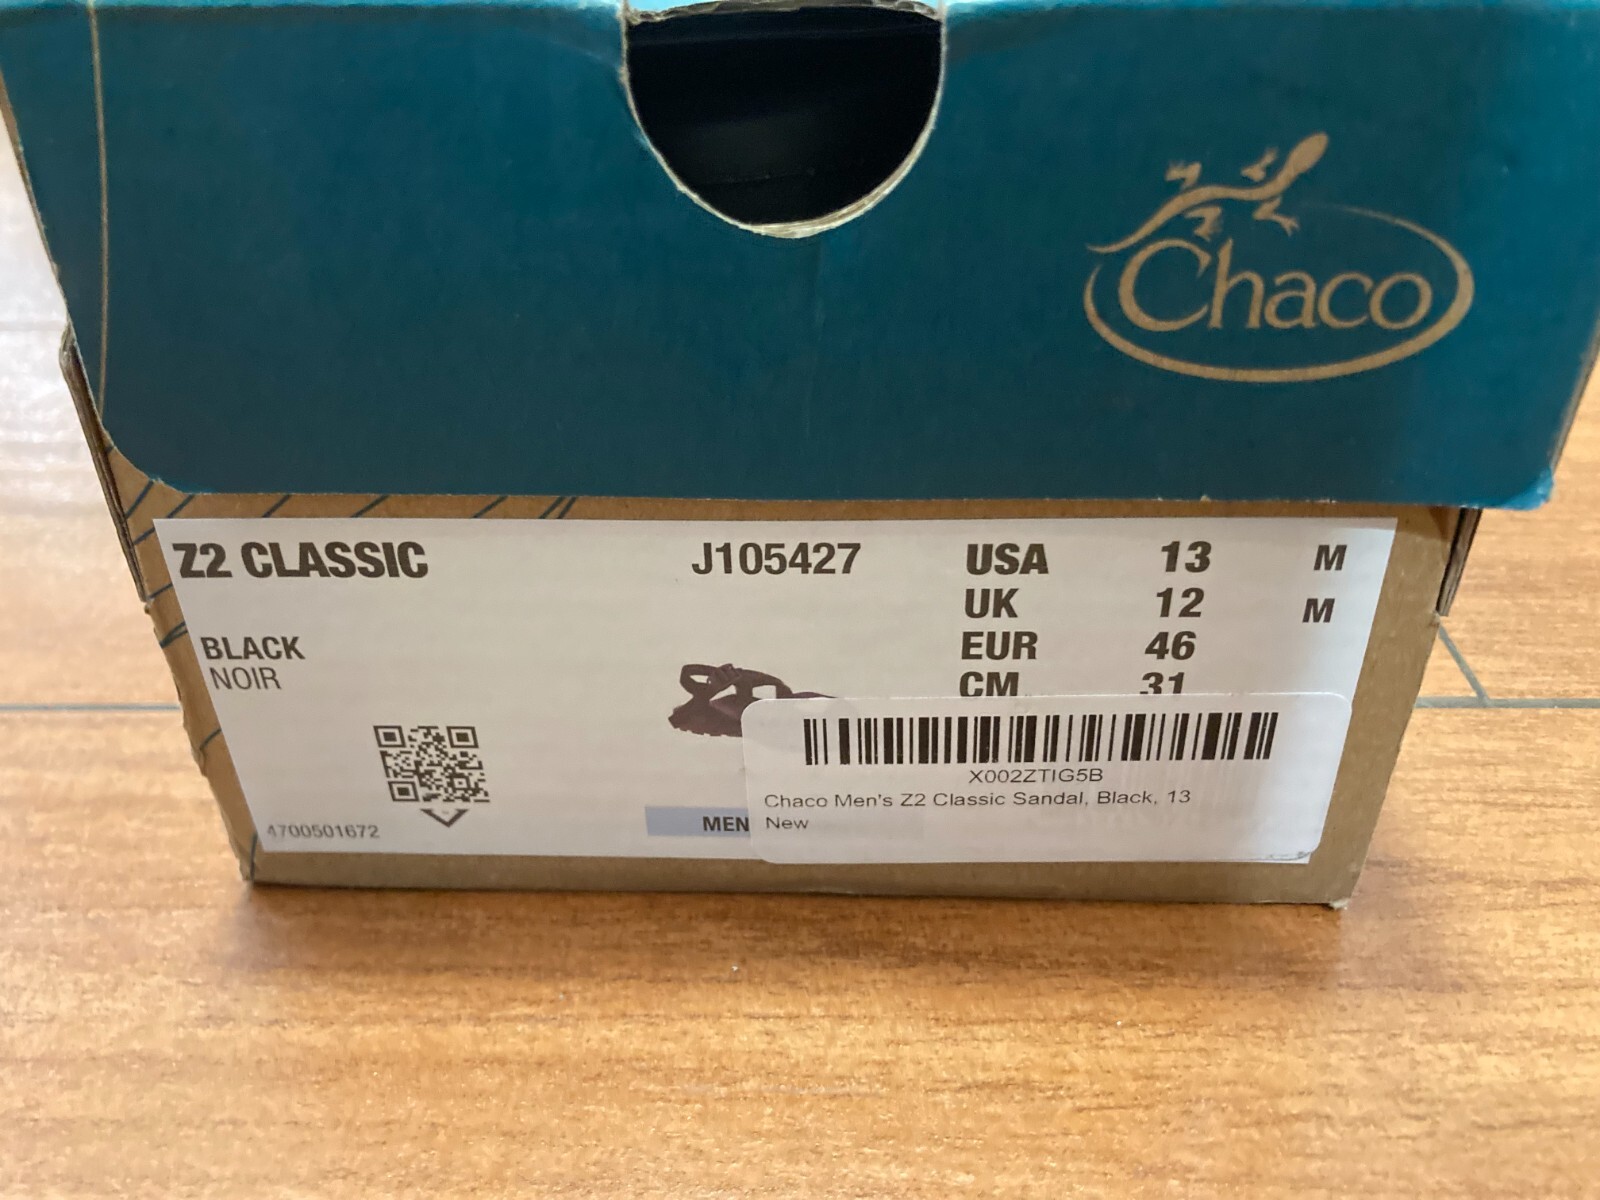 Chaco
Z2 CLASSIC J105427 USA 13 M
UK 12 M
BLACK EUR 46
NOIR CM 31
X002ZTIG5B
Chaco Men's Z2 Classic Sandal, Black, 13
New
4700501672 MEN